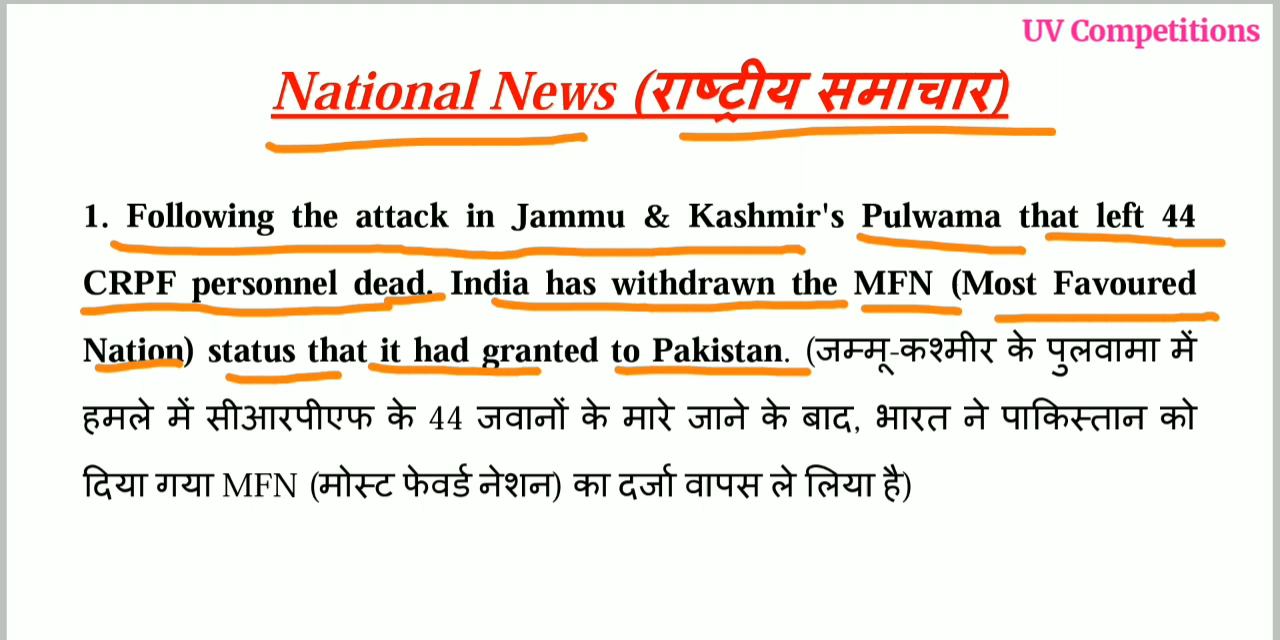 UV Competitions
National News (राष्ट्रीय समाचार)
1. Following the attack in Jammu & Kashmir's Pulwama that left 44
CRPF personnel dead. India has withdrawn the MFN (Most Favoured
Nation) status that it had granted to Pakistan. (जम्मू-कश्मीर के पुलवामा में
हमले में सीआरपीएफ के 44 जवानों के मारे जाने के बाद, भारत ने पाकिस्तान को
दिया गया MFN (मोस्ट फेवर्ड नेशन) का दर्जा वापस ले लिया है)